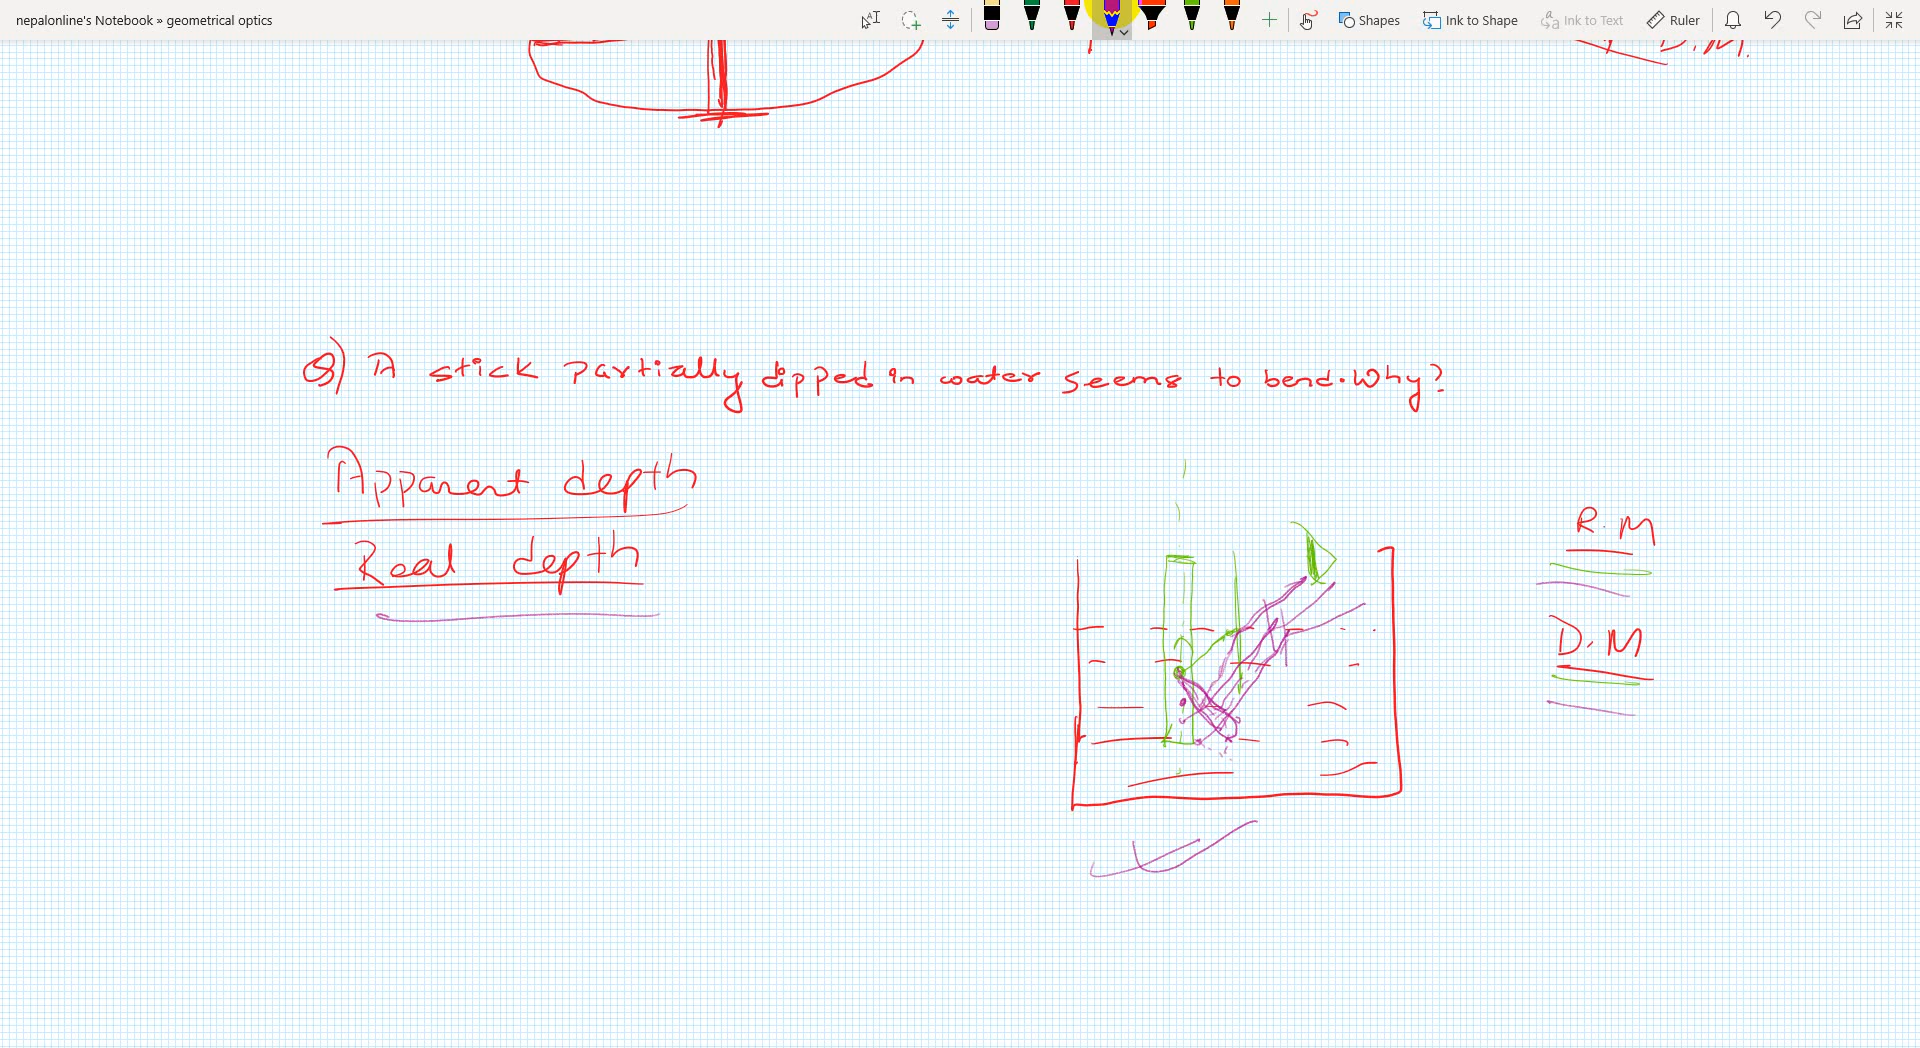 nepalonline's Notebook » geometrical optics
Shapes
Ink to Shape
Ink to Text
Ruler
D.M.
Q) A stick partially dipped in water seems to bend. Why?
Apparent depth
Real depth
R.M
D.M